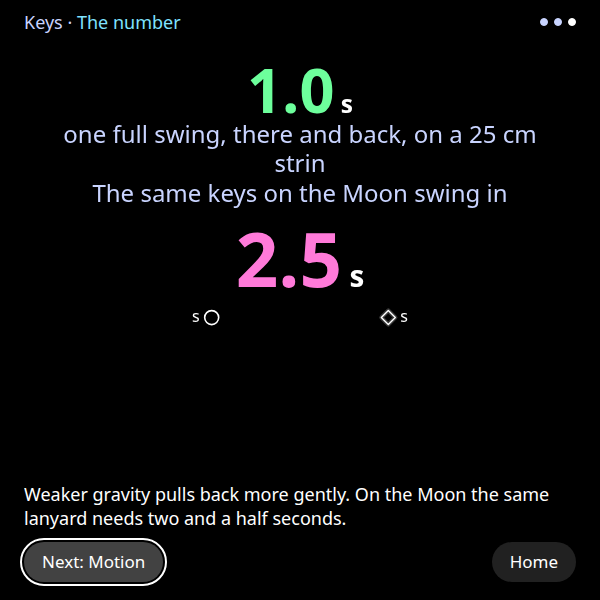 Keys · The number
1.0 s
one full swing, there and back, on a 25 cm
strin
The same keys on the Moon swing in
2.5 s
s
s
Weaker gravity pulls back more gently. On the Moon the same
lanyard needs two and a half seconds.
Next: Motion
Home